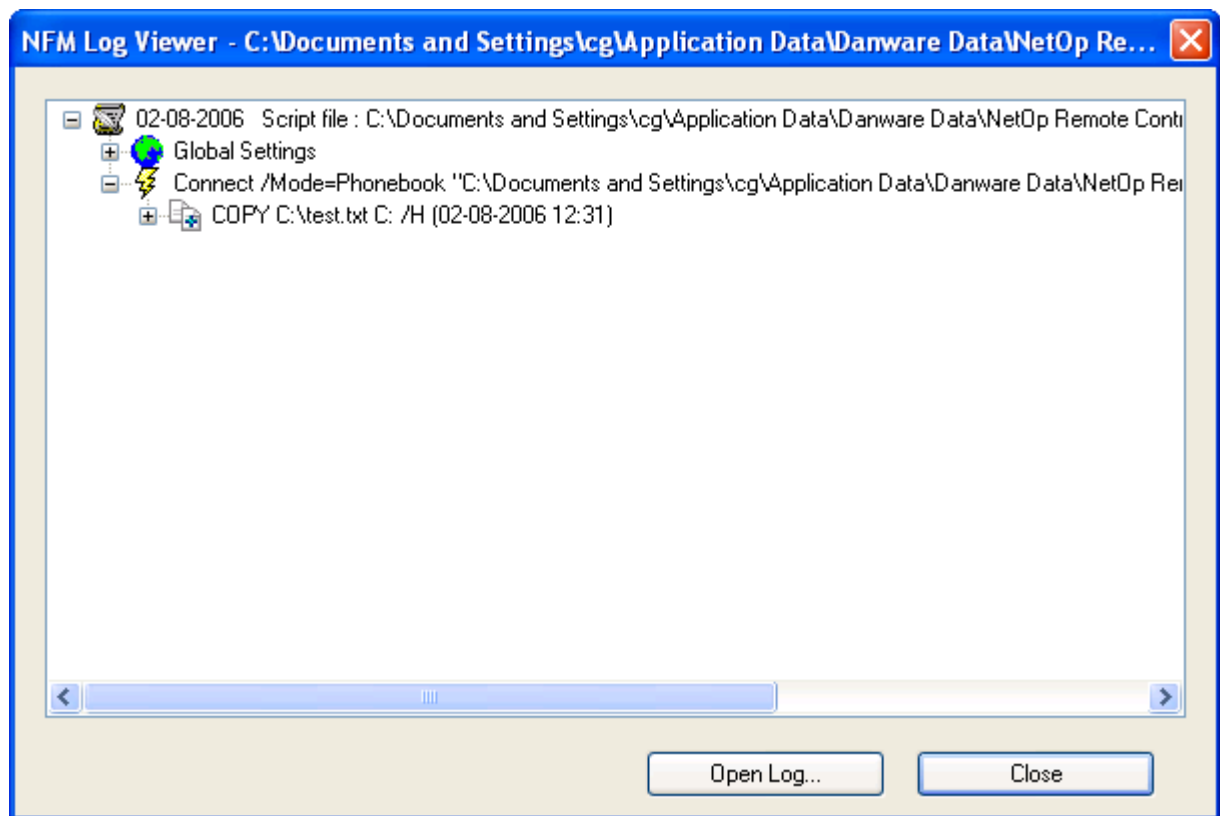 NFM Log Viewer - C:\Documents and Settings\cg\Application Data\Danware Data\NetOp Re...
02-08-2006 Script file : C:\Documents and Settings\cg\Application Data\Danware Data\NetOp Remote Contr
Global Settings
Connect /Mode=Phonebook "C:\Documents and Settings\cg\Application Data\Danware Data\NetOp Rer
COPY C:\test.txt C: /H (02-08-2006 12:31)
Open Log...
Close